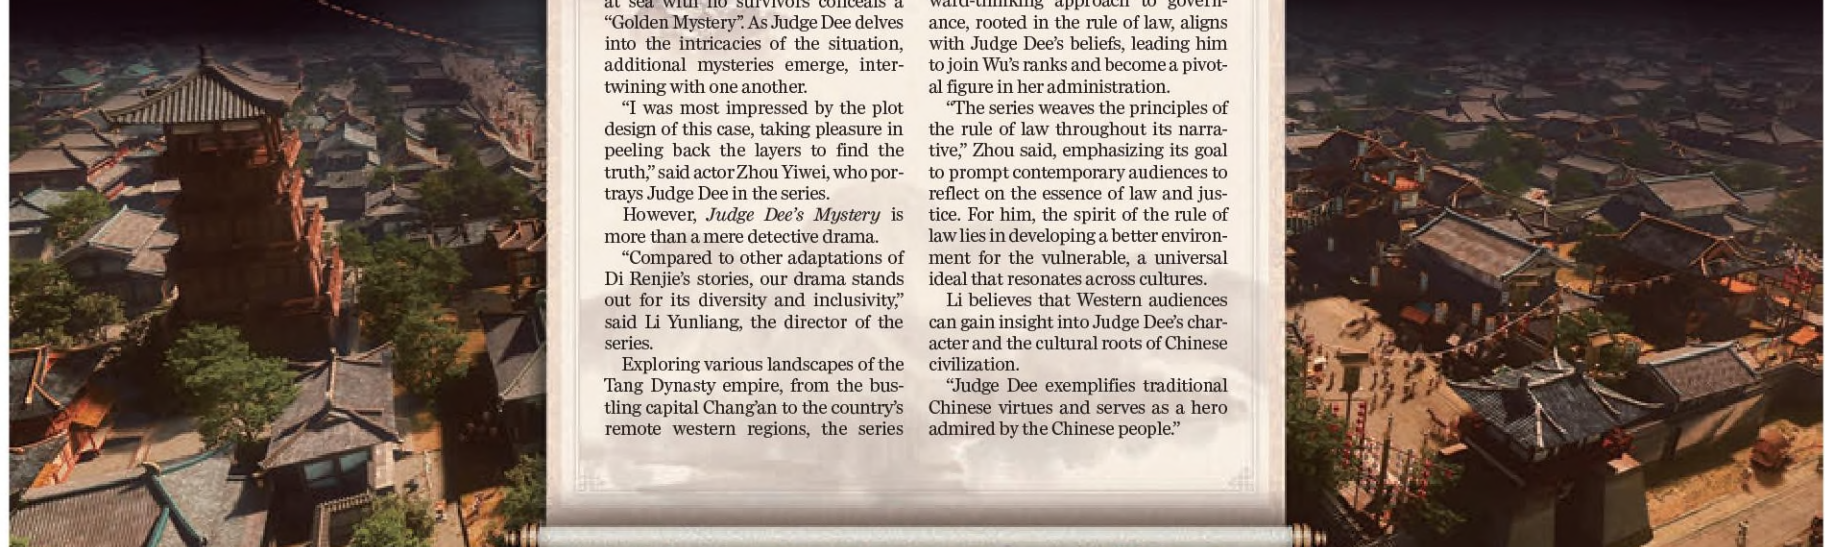 at sea with no survivors conceals a
“Golden Mystery”. As Judge Dee delves
into the intricacies of the situation,
additional mysteries emerge, inter-
twining with one another.
“I was most impressed by the plot
design of this case, taking pleasure in
peeling back the layers to find the
truth,” said actor Zhou Yiwei, who por-
trays Judge Dee in the series.
However, Judge Dee’s Mystery is
more than a mere detective drama.
“Compared to other adaptations of
Di Renjie’s stories, our drama stands
out for its diversity and inclusivity,”
said Li Yunliang, the director of the
series.
Exploring various landscapes of the
Tang Dynasty empire, from the bus-
tling capital Chang’an to the country’s
remote western regions, the series
ward-thinking approach to govern-
ance, rooted in the rule of law, aligns
with Judge Dee’s beliefs, leading him
to join Wu’s ranks and become a pivot-
al figure in her administration.
“The series weaves the principles of
the rule of law throughout its narra-
tive,” Zhou said, emphasizing its goal
to prompt contemporary audiences to
reflect on the essence of law and jus-
tice. For him, the spirit of the rule of
law lies in developing a better environ-
ment for the vulnerable, a universal
ideal that resonates across cultures.
Li believes that Western audiences
can gain insight into Judge Dee’s char-
acter and the cultural roots of Chinese
civilization.
“Judge Dee exemplifies traditional
Chinese virtues and serves as a hero
admired by the Chinese people.”